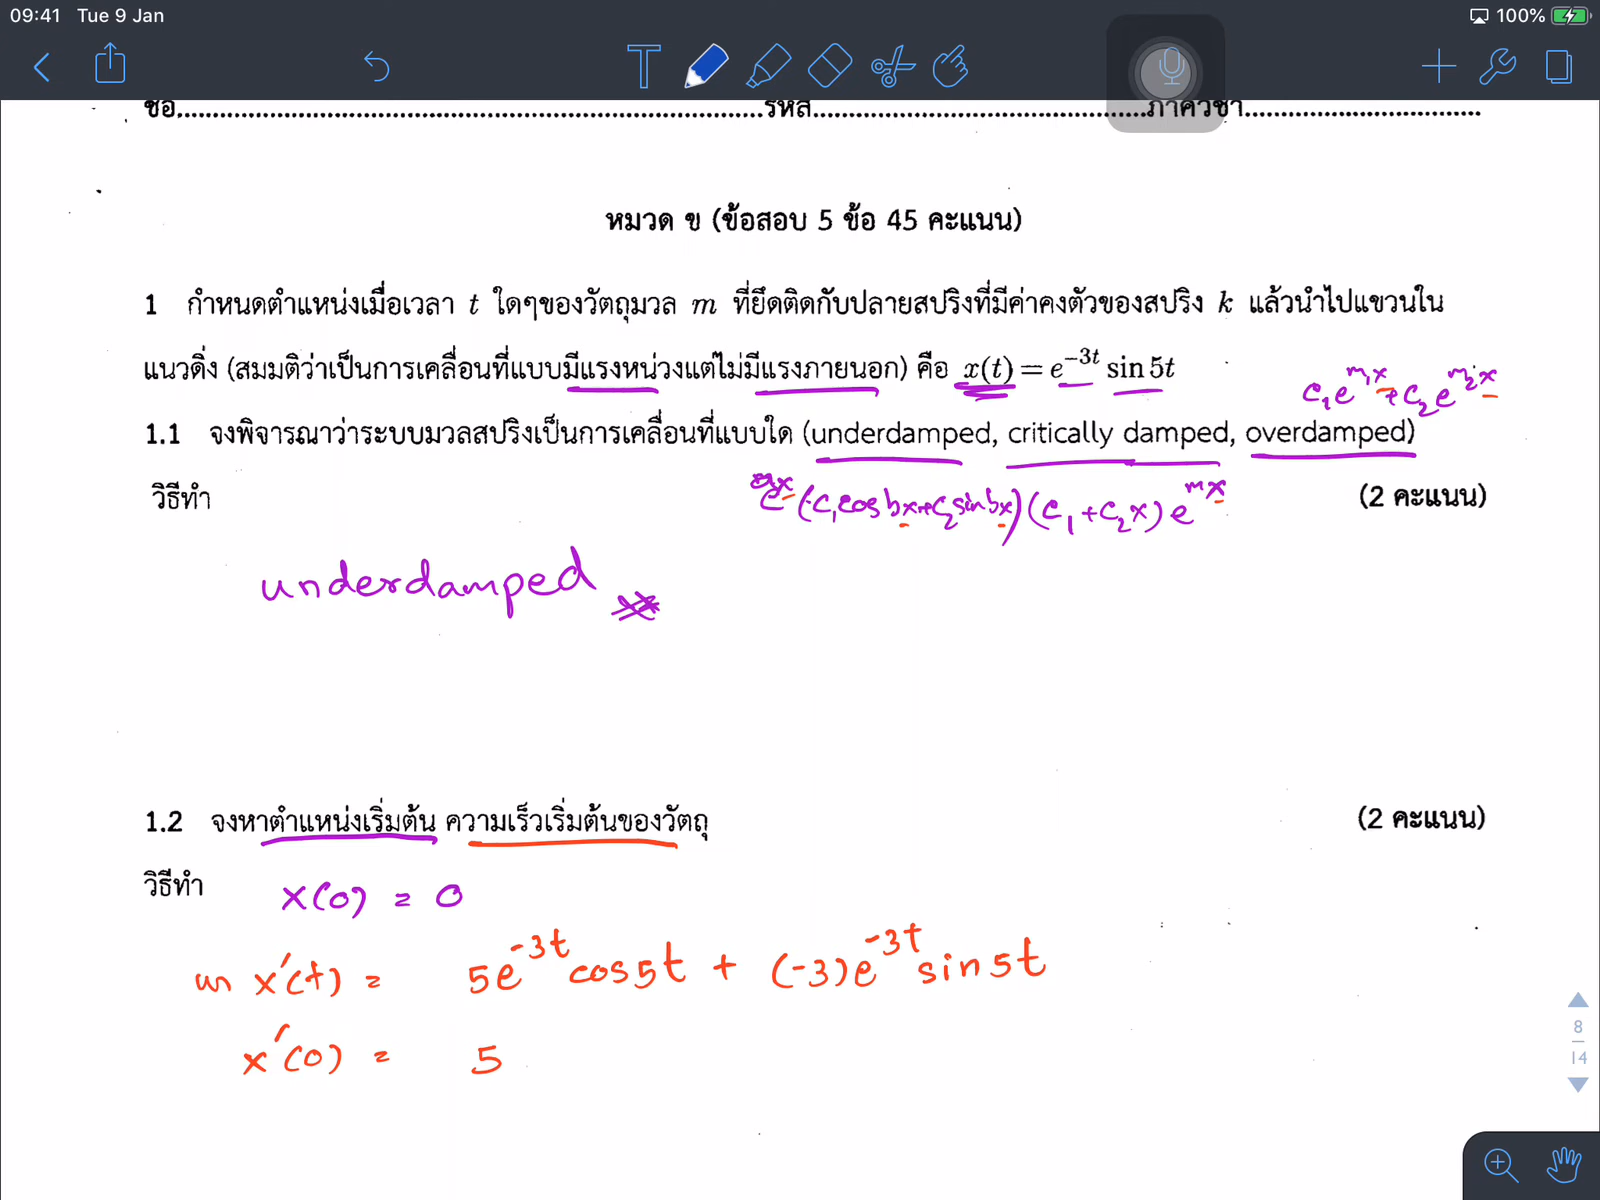 09:41 Tue 9 Jan 100%
ชื่อ..............................รหัส..............................ภาควิชา..............................
หมวด ข (ข้อสอบ 5 ข้อ 45 คะแนน)
1 กำหนดตำแหน่งเมื่อเวลา t ใดๆของวัตถุมวล m ที่ยึดติดกับปลายสปริงที่มีค่าคงตัวของสปริง k แล้วนำไปแขวนใน
แนวดิ่ง (สมมติว่าเป็นการเคลื่อนที่แบบมีแรงหน่วงแต่ไม่มีแรงภายนอก) คือ x(t) = e^{-3t} sin 5t
c₁e^{m₁x} + c₂e^{m₂x}
1.1 จงพิจารณาว่าระบบมวลสปริงเป็นการเคลื่อนที่แบบใด (underdamped, critically damped, overdamped)
วิธีทำ (2 คะแนน)
e^{ax}(c₁cosbx+c₂sinbx) (c₁+c₂x)e^{mx}
underdamped
1.2 จงหาตำแหน่งเริ่มต้น ความเร็วเริ่มต้นของวัตถุ (2 คะแนน)
วิธีทำ x(0) = 0
จาก x'(t) = 5e^{-3t}cos5t + (-3)e^{-3t}sin5t
x'(0) = 5
8
14